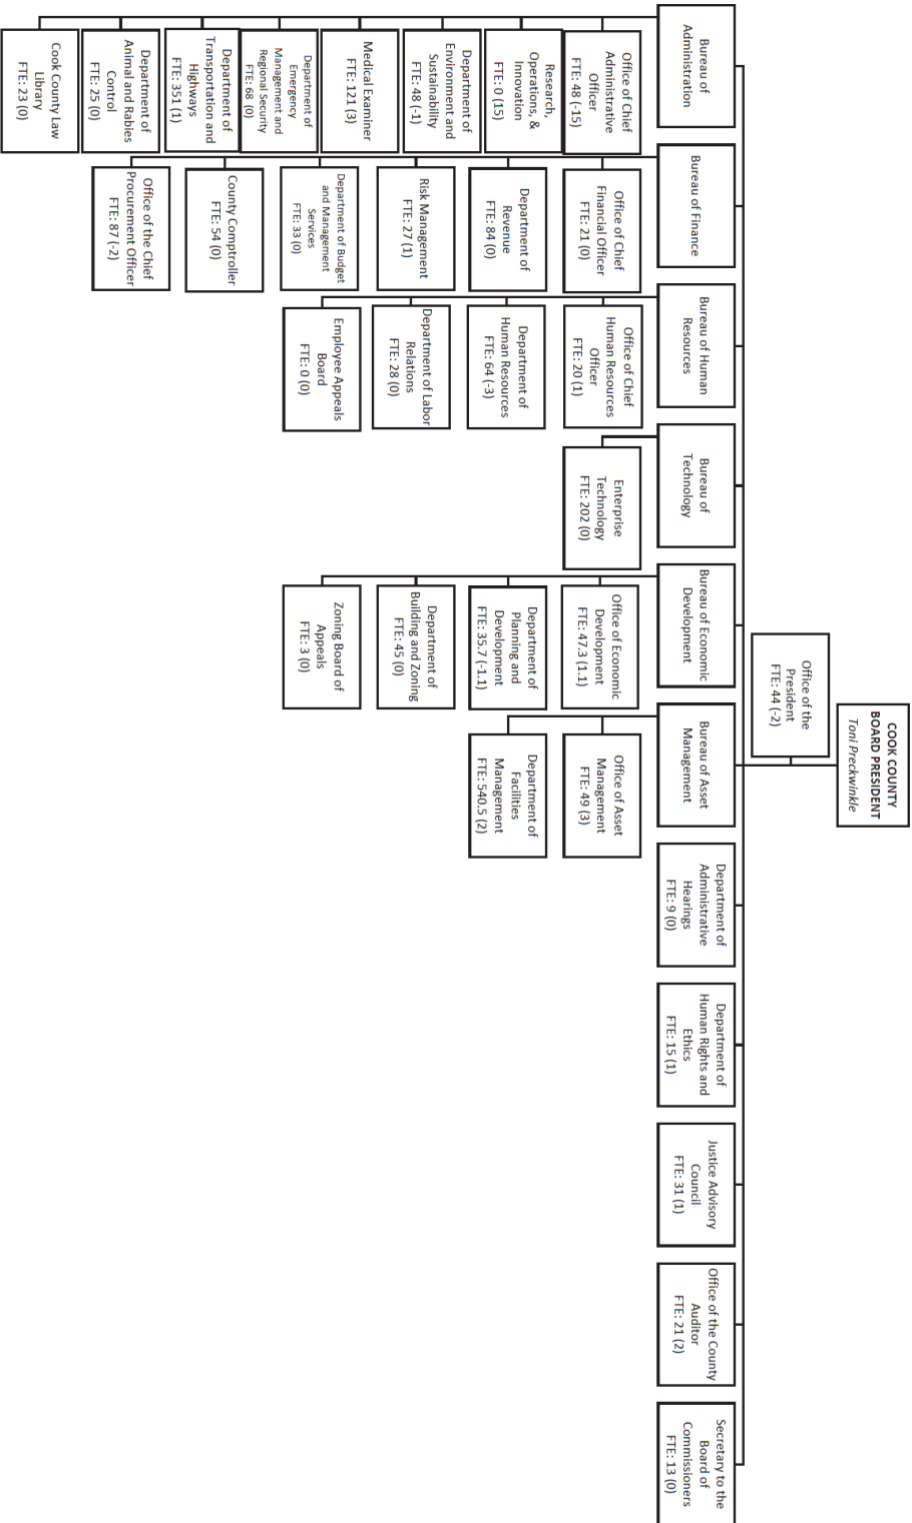 COOK COUNTY
BOARD PRESIDENT
Toni Preckwinkle
Office of the
President
FTE: 44 (-2)
Bureau of
Administration
Office of Chief
Administrative
Officer
FTE: 48 (-15)
Research,
Operations, &
Innovation
FTE: 0 (15)
Department of
Environment and
Sustainability
FTE: 48 (-1)
Medical Examiner
FTE: 121 (3)
Department of
Emergency
Management and
Regional Security
FTE: 68 (0)
Department of
Transportation and
Highways
FTE: 351 (1)
Department of
Animal and Rabies
Control
FTE: 25 (0)
Cook County Law
Library
FTE: 23 (0)
Bureau of Finance
Office of Chief
Financial Officer
FTE: 21 (0)
Department of
Revenue
FTE: 84 (0)
Risk Management
FTE: 27 (1)
Department of Budget
and Management
Services
FTE: 33 (0)
County Comptroller
FTE: 54 (0)
Office of the Chief
Procurement Officer
FTE: 87 (-2)
Bureau of Human
Resources
Office of Chief
Human Resources
Officer
FTE: 20 (1)
Department of
Human Resources
FTE: 64 (-3)
Department of Labor
Relations
FTE: 28 (0)
Employee Appeals
Board
FTE: 0 (0)
Bureau of
Technology
Enterprise
Technology
FTE: 202 (0)
Bureau of Economic
Development
Office of Economic
Development
FTE: 47.3 (1.1)
Department of
Planning and
Development
FTE: 35.7 (-1.1)
Department of
Building and Zoning
FTE: 45 (0)
Zoning Board of
Appeals
FTE: 3 (0)
Bureau of Asset
Management
Office of Asset
Management
FTE: 49 (3)
Department of
Facilities
Management
FTE: 540.5 (2)
Department of
Administrative
Hearings
FTE: 9 (0)
Department of
Human Rights and
Ethics
FTE: 15 (1)
Justice Advisory
Council
FTE: 31 (1)
Office of the County
Auditor
FTE: 21 (2)
Secretary to the
Board of
Commissioners
FTE: 13 (0)